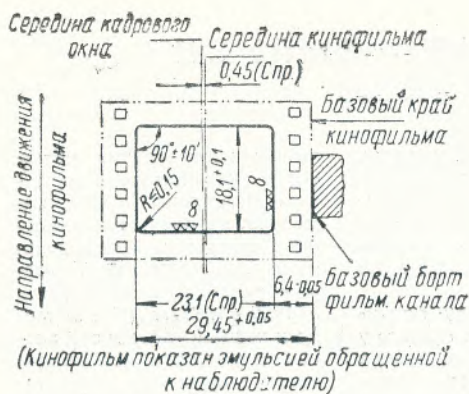 Середина кадрового
окна
Середина кинофильма
0,45(Спр.)
Базовый край
кинофильма
Направление движения
кинофильма
90°±10'
R≤0,15
18,1+0,1
8
8
6,4-0,05
23,1(Спр)
29,45+0,05
Базовый борт
фильм. канала
(Кинофильм показан эмульсией обращенной
к наблюдателю)